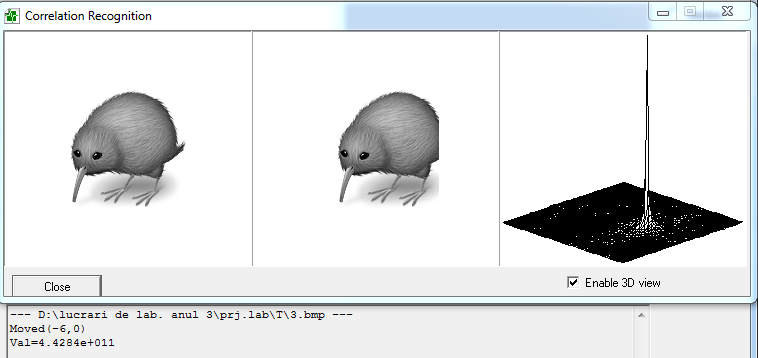 Correlation Recognition
Close
Enable 3D view
--- D:\lucrari de lab. anul 3\prj.lab\T\3.bmp ---
Moved(-6,0)
Val=4.4284e+011